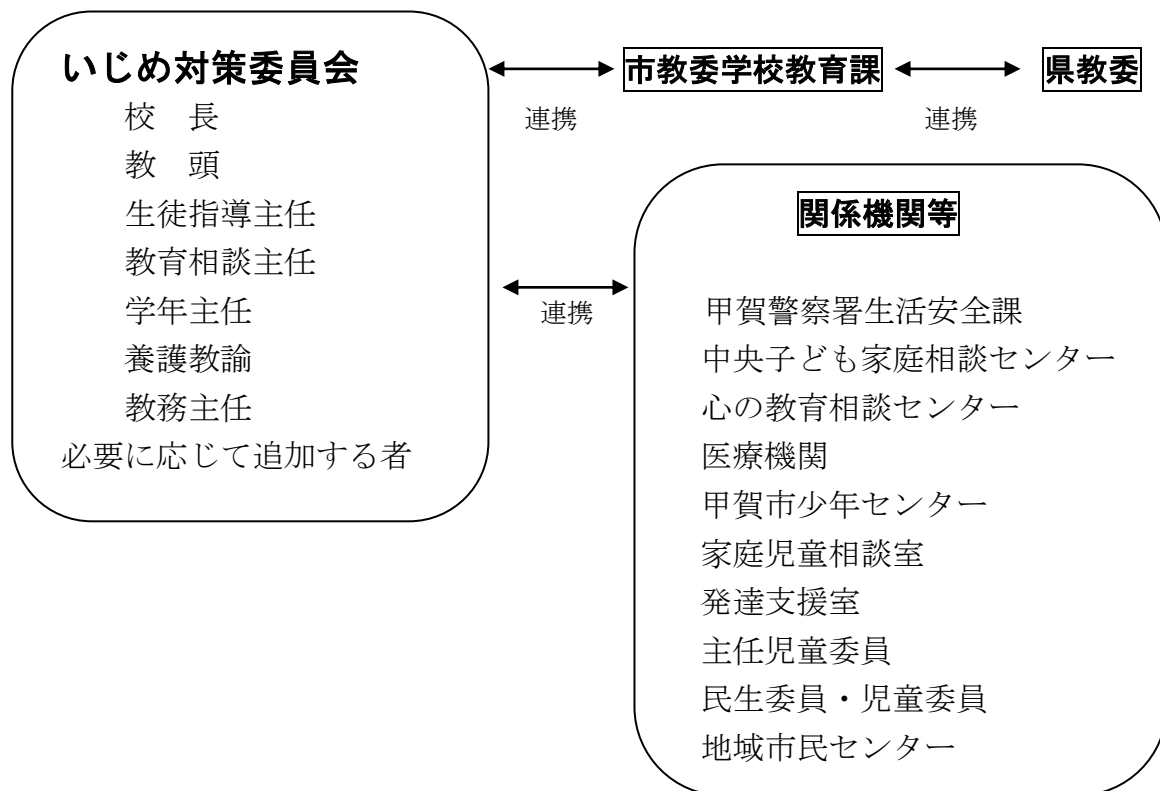 いじめ対策委員会
校　長
教　頭
生徒指導主任
教育相談主任
学年主任
養護教諭
教務主任
必要に応じて追加する者
連携
市教委学校教育課
連携
県教委
連携
関係機関等
甲賀警察署生活安全課
中央子ども家庭相談センター
心の教育相談センター
医療機関
甲賀市少年センター
家庭児童相談室
発達支援室
主任児童委員
民生委員・児童委員
地域市民センター